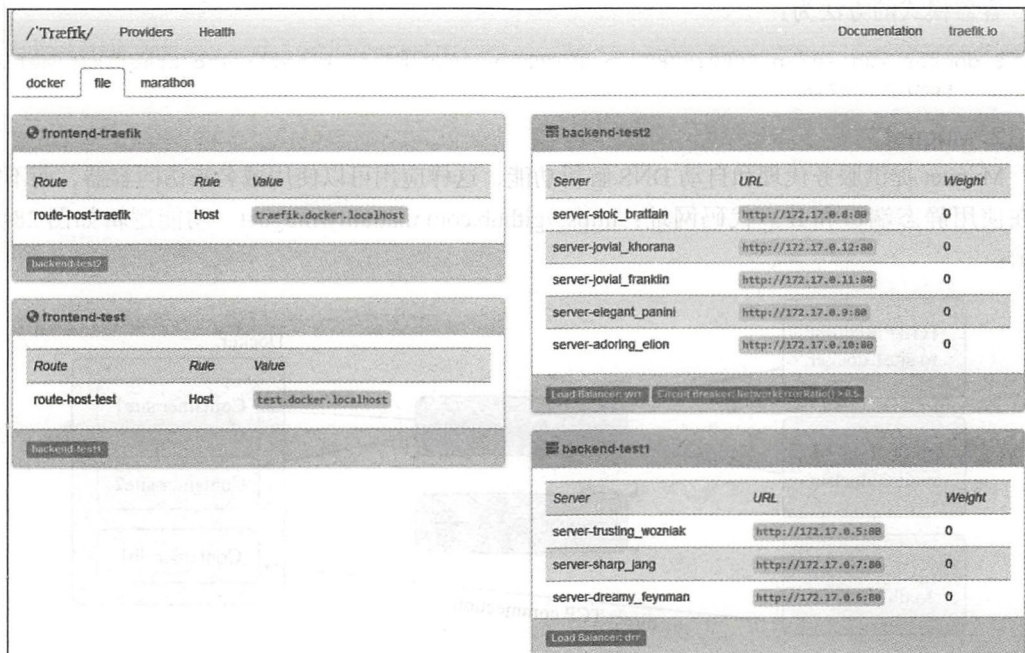 /ˈTræfɪk/ Providers Health Documentation traefik.io
docker file marathon
frontend-traefik
Route Rule Value
route-host-traefik Host traefik.docker.localhost
backend-test2
frontend-test
Route Rule Value
route-host-test Host test.docker.localhost
backend-test1
backend-test2
Server URL Weight
server-stoic_brattain http://172.17.0.8:80 0
server-jovial_khorana http://172.17.0.12:80 0
server-jovial_franklin http://172.17.0.11:80 0
server-elegant_panini http://172.17.0.9:80 0
server-adoring_elion http://172.17.0.10:80 0
Load Balancer: wrr Circuit Breaker: NetworkErrorRatio() > 0.5
backend-test1
Server URL Weight
server-trusting_wozniak http://172.17.0.5:80 0
server-sharp_jang http://172.17.0.7:80 0
server-dreamy_feynman http://172.17.0.6:80 0
Load Balancer: drr